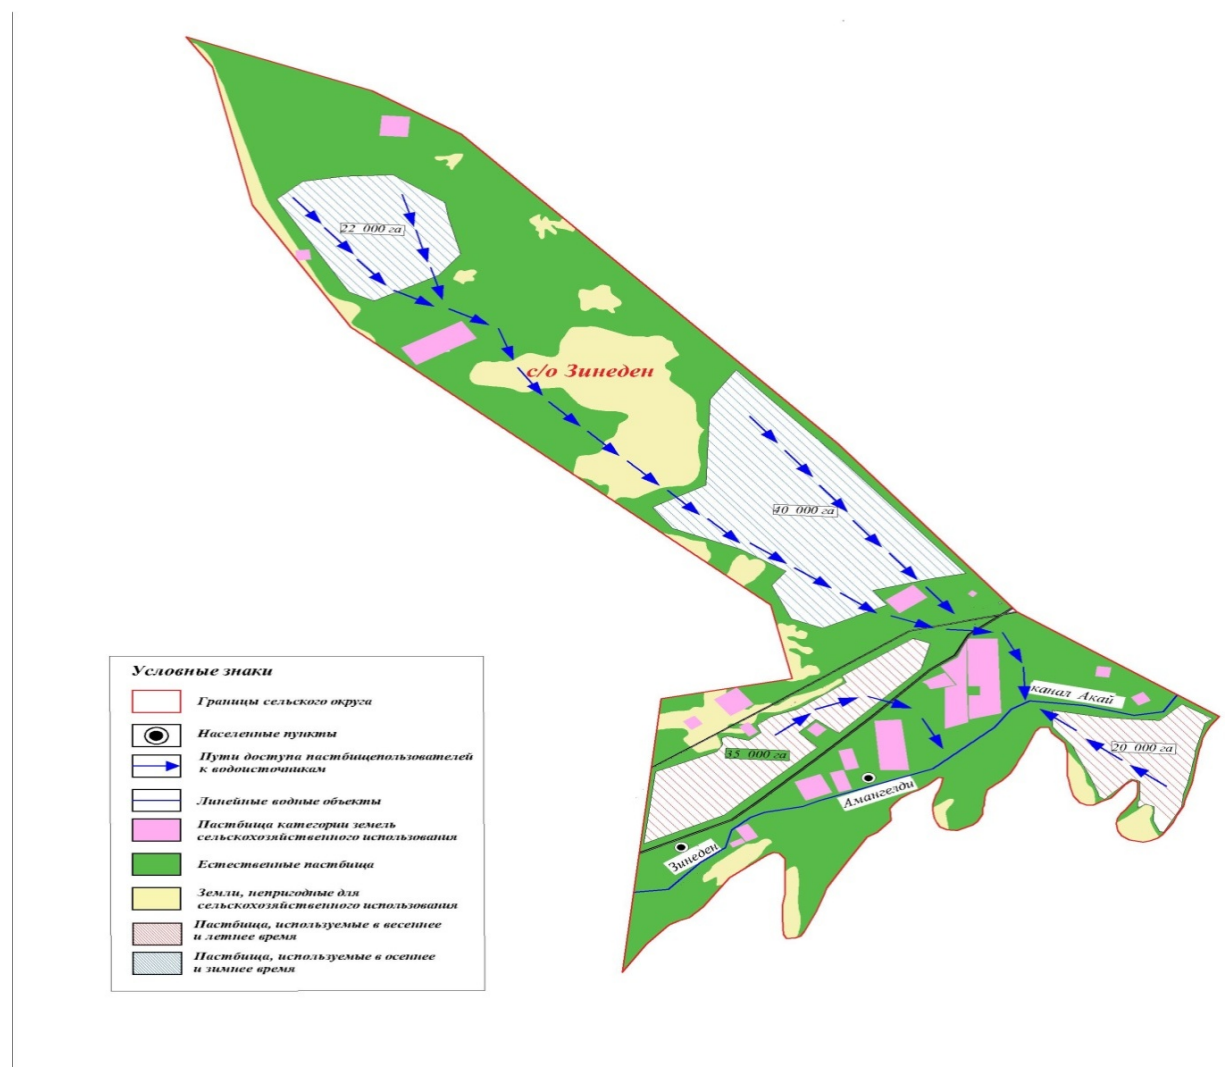 22 000 га
с/о Зинеден
40 000 га
канал Акай
20 000 га
35 000 га
Амангелди
Зинеден
Условные знаки
Границы сельского округа
Населенные пункты
Пути доступа пастбищепользователей
к водоисточникам
Линейные водные объекты
Пастбища категории земель
сельскохозяйственного использования
Естественные пастбища
Земли, непригодные для
сельскохозяйственного использования
Пастбища, используемые в весеннее
и летнее время
Пастбища, используемые в осеннее
и зимнее время